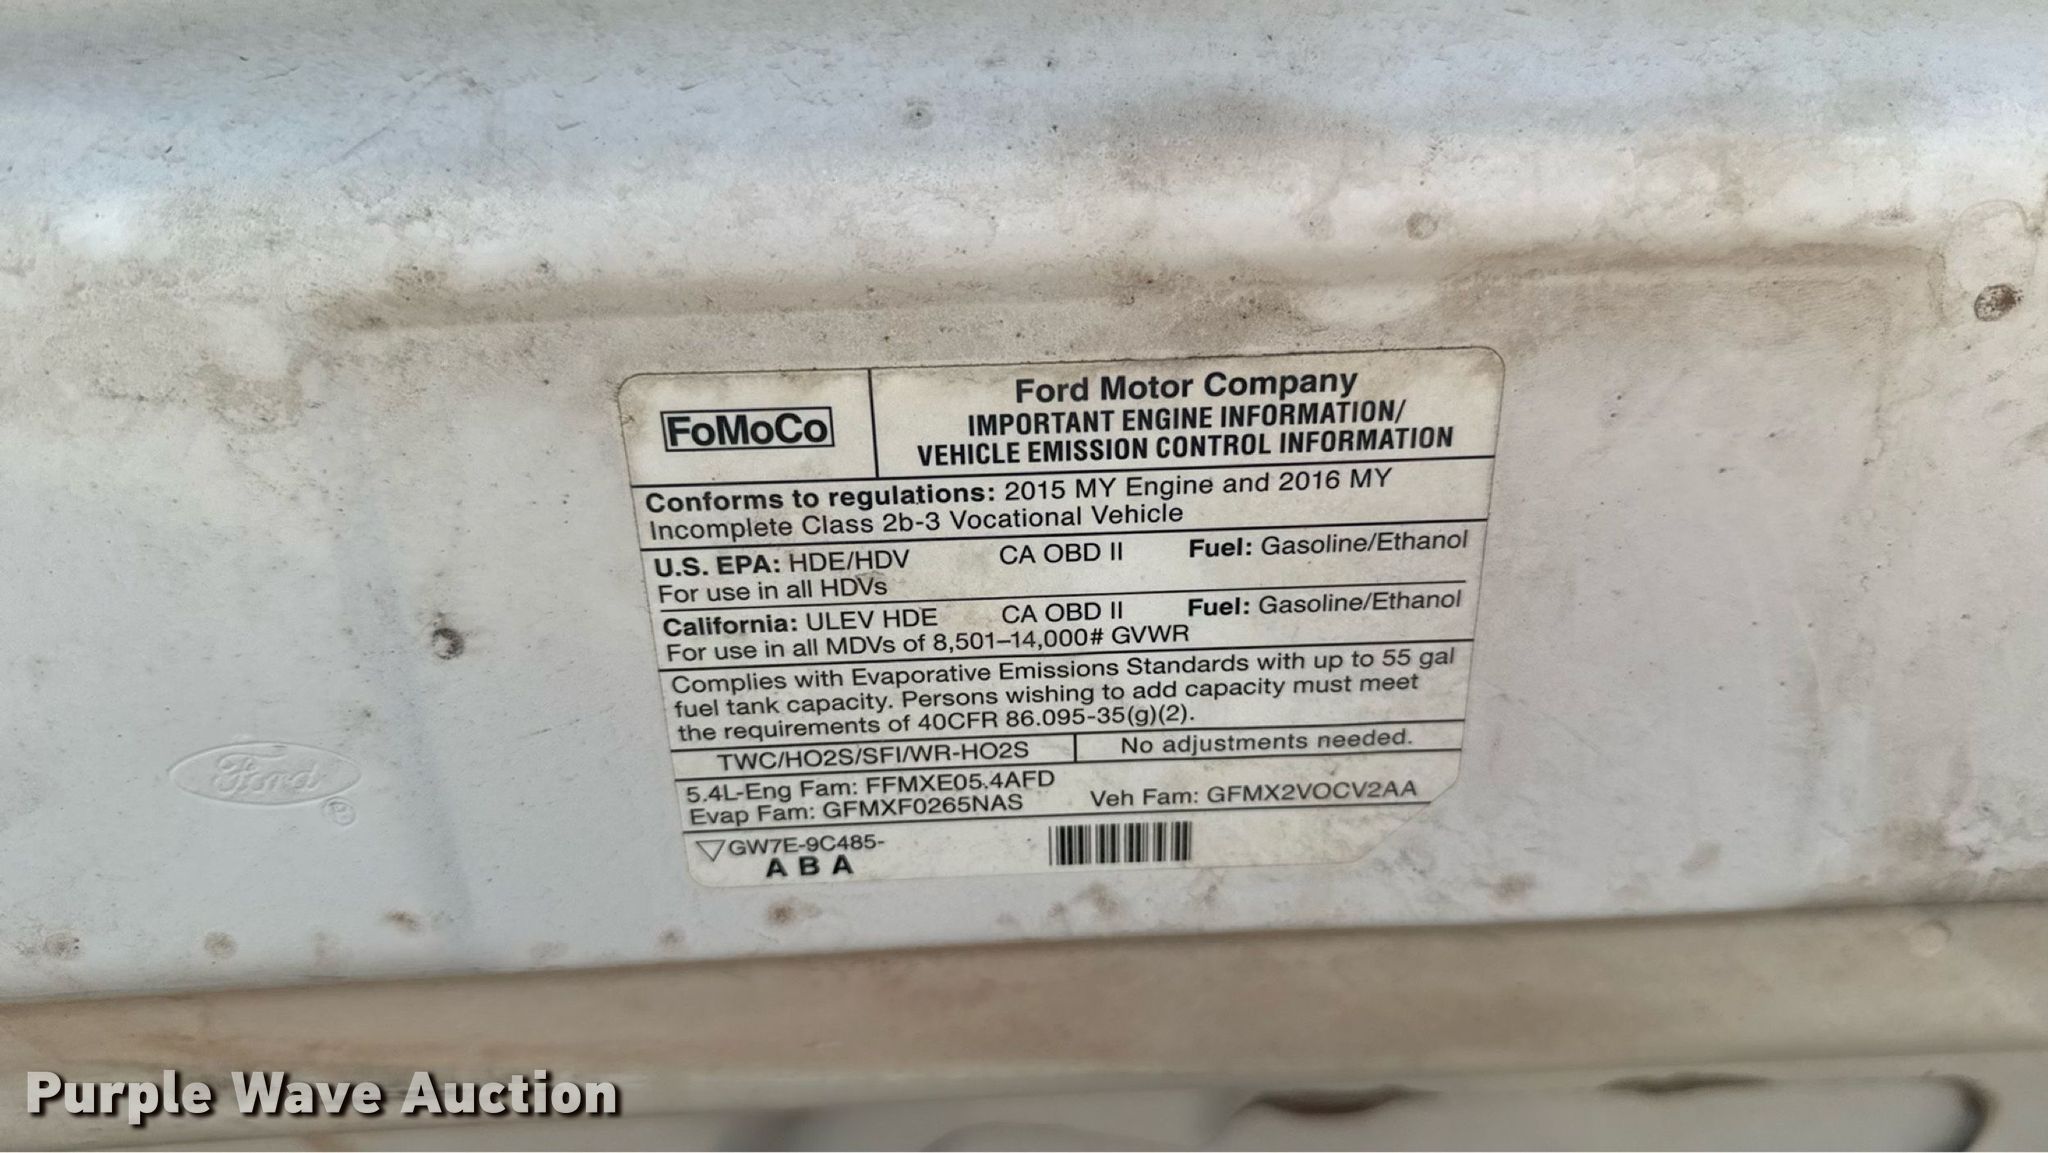 FoMoCo
Ford Motor Company
IMPORTANT ENGINE INFORMATION/
VEHICLE EMISSION CONTROL INFORMATION
Conforms to regulations: 2015 MY Engine and 2016 MY
Incomplete Class 2b-3 Vocational Vehicle
U.S. EPA: HDE/HDV CA OBD II Fuel: Gasoline/Ethanol
For use in all HDVs
California: ULEV HDE CA OBD II Fuel: Gasoline/Ethanol
For use in all MDVs of 8,501–14,000# GVWR
Complies with Evaporative Emissions Standards with up to 55 gal
fuel tank capacity. Persons wishing to add capacity must meet
the requirements of 40CFR 86.095-35(g)(2).
TWC/HO2S/SFI/WR-HO2S No adjustments needed.
5.4L-Eng Fam: FFMXE05.4AFD
Evap Fam: GFMXF0265NAS Veh Fam: GFMX2VOCV2AA
GW7E-9C485-
A B A
Ford
®
Purple Wave Auction